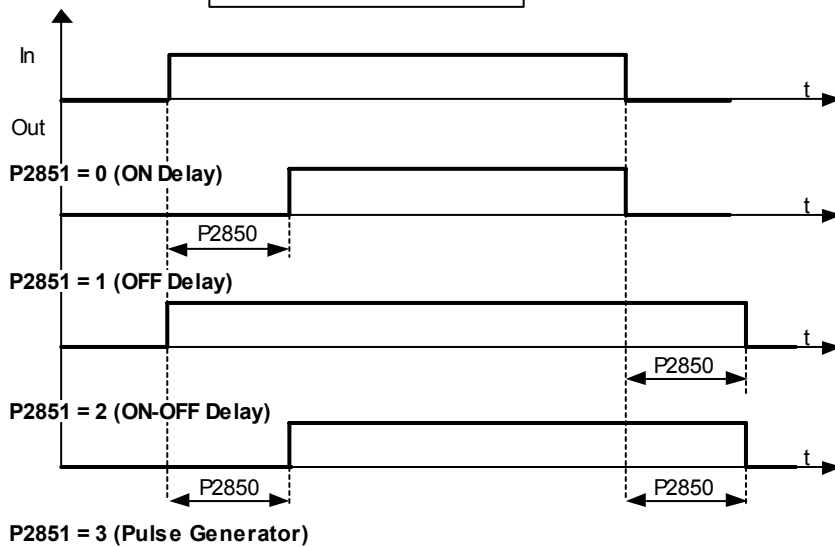 In
t
Out
P2851 = 0 (ON Delay)
t
P2850
P2851 = 1 (OFF Delay)
t
P2850
P2851 = 2 (ON-OFF Delay)
t
P2850
P2850
P2851 = 3 (Pulse Generator)